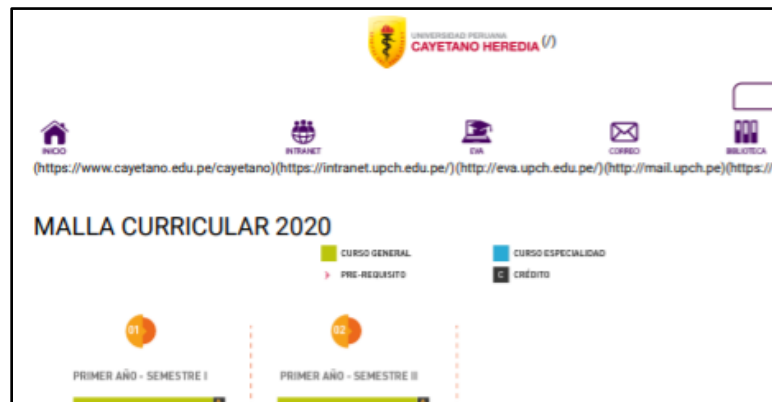 UNIVERSIDAD PERUANA
CAYETANO HEREDIA (/)
INICIO INTRANET EVA CORREO BIBLIOTECA
(https://www.cayetano.edu.pe/cayetano)(https://intranet.upch.edu.pe/)(http://eva.upch.edu.pe/)(http://mail.upch.pe)(https://
MALLA CURRICULAR 2020
CURSO GENERAL CURSO ESPECIALIDAD
PRE-REQUISITO C CRÉDITO
01 02
PRIMER AÑO - SEMESTRE I PRIMER AÑO - SEMESTRE II